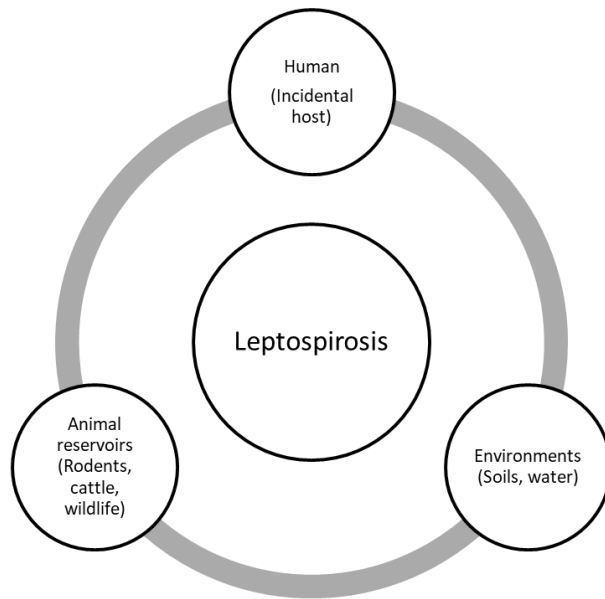 Human
(Incidental
host)
Leptospirosis
Animal
reservoirs
(Rodents,
cattle,
wildlife)
Environments
(Soils, water)